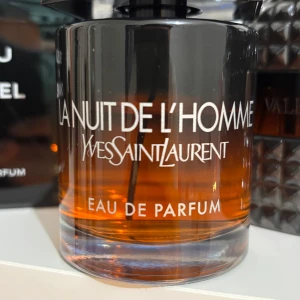 LA NUIT DE L'HOMME
YVESSAINTLAURENT
EAU DE PARFUM